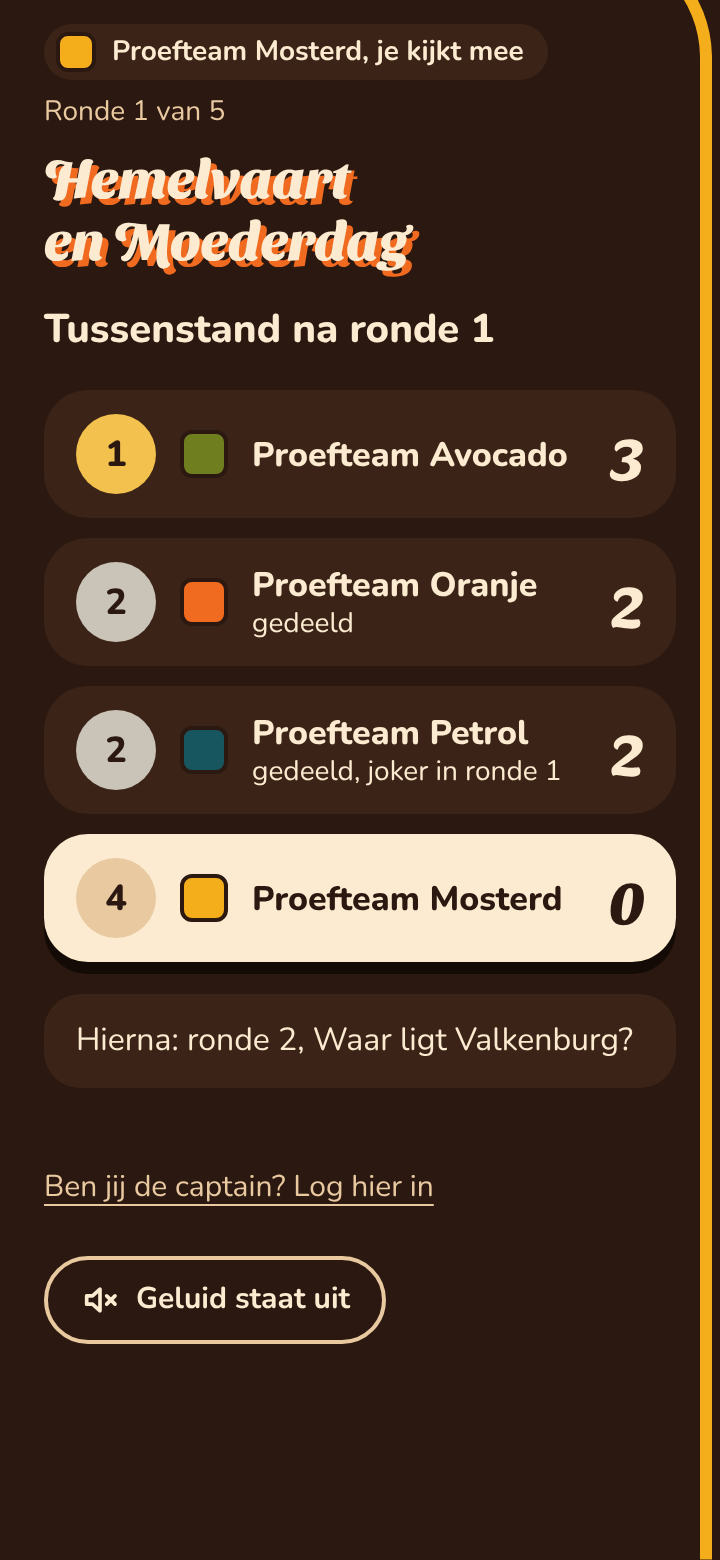 Proefteam Mosterd, je kijkt mee
Ronde 1 van 5
Hemelvaart
en Moederdag
Tussenstand na ronde 1
1 Proefteam Avocado 3
2 Proefteam Oranje 2
gedeeld
2 Proefteam Petrol 2
gedeeld, joker in ronde 1
4 Proefteam Mosterd 0
Hierna: ronde 2, Waar ligt Valkenburg?
Ben jij de captain? Log hier in
Geluid staat uit